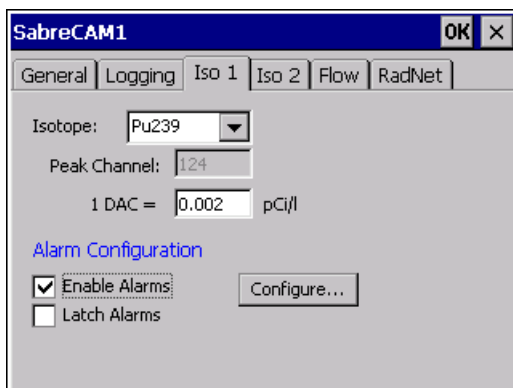 SabreCAM1 OK ×
General Logging Iso 1 Iso 2 Flow RadNet
Isotope: Pu239
Peak Channel: 124
1 DAC = 0.002 pCi/l
Alarm Configuration
Enable Alarms Configure...
Latch Alarms